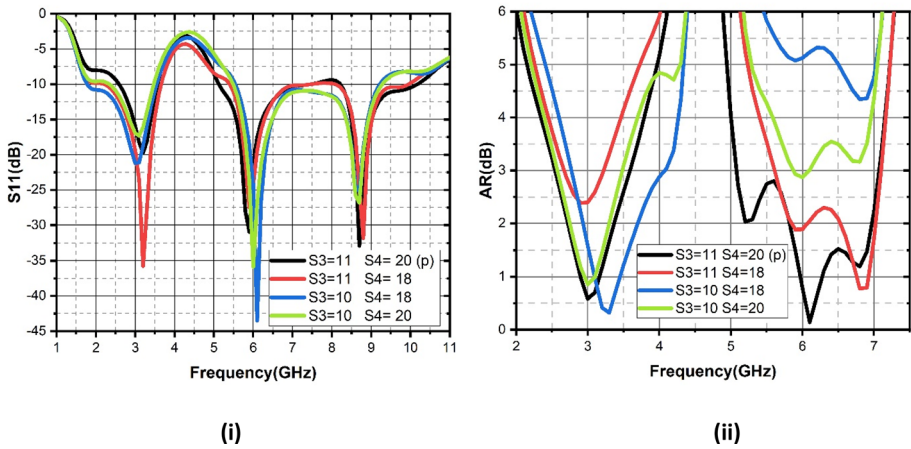 0
-5
-10
-15
-20
-25
-30
-35
-40
-45
S11(dB)
S3=11 S4= 20 (p)
S3=11 S4= 18
S3=10 S4= 18
S3=10 S4= 20
1 2 3 4 5 6 7 8 9 10 11
Frequency(GHz)
(i)
6
5
4
3
2
1
0
AR(dB)
S3=11 S4=20 (p)
S3=11 S4=18
S3=10 S4=18
S3=10 S4=20
2 3 4 5 6 7
Frequency(GHz)
(ii)